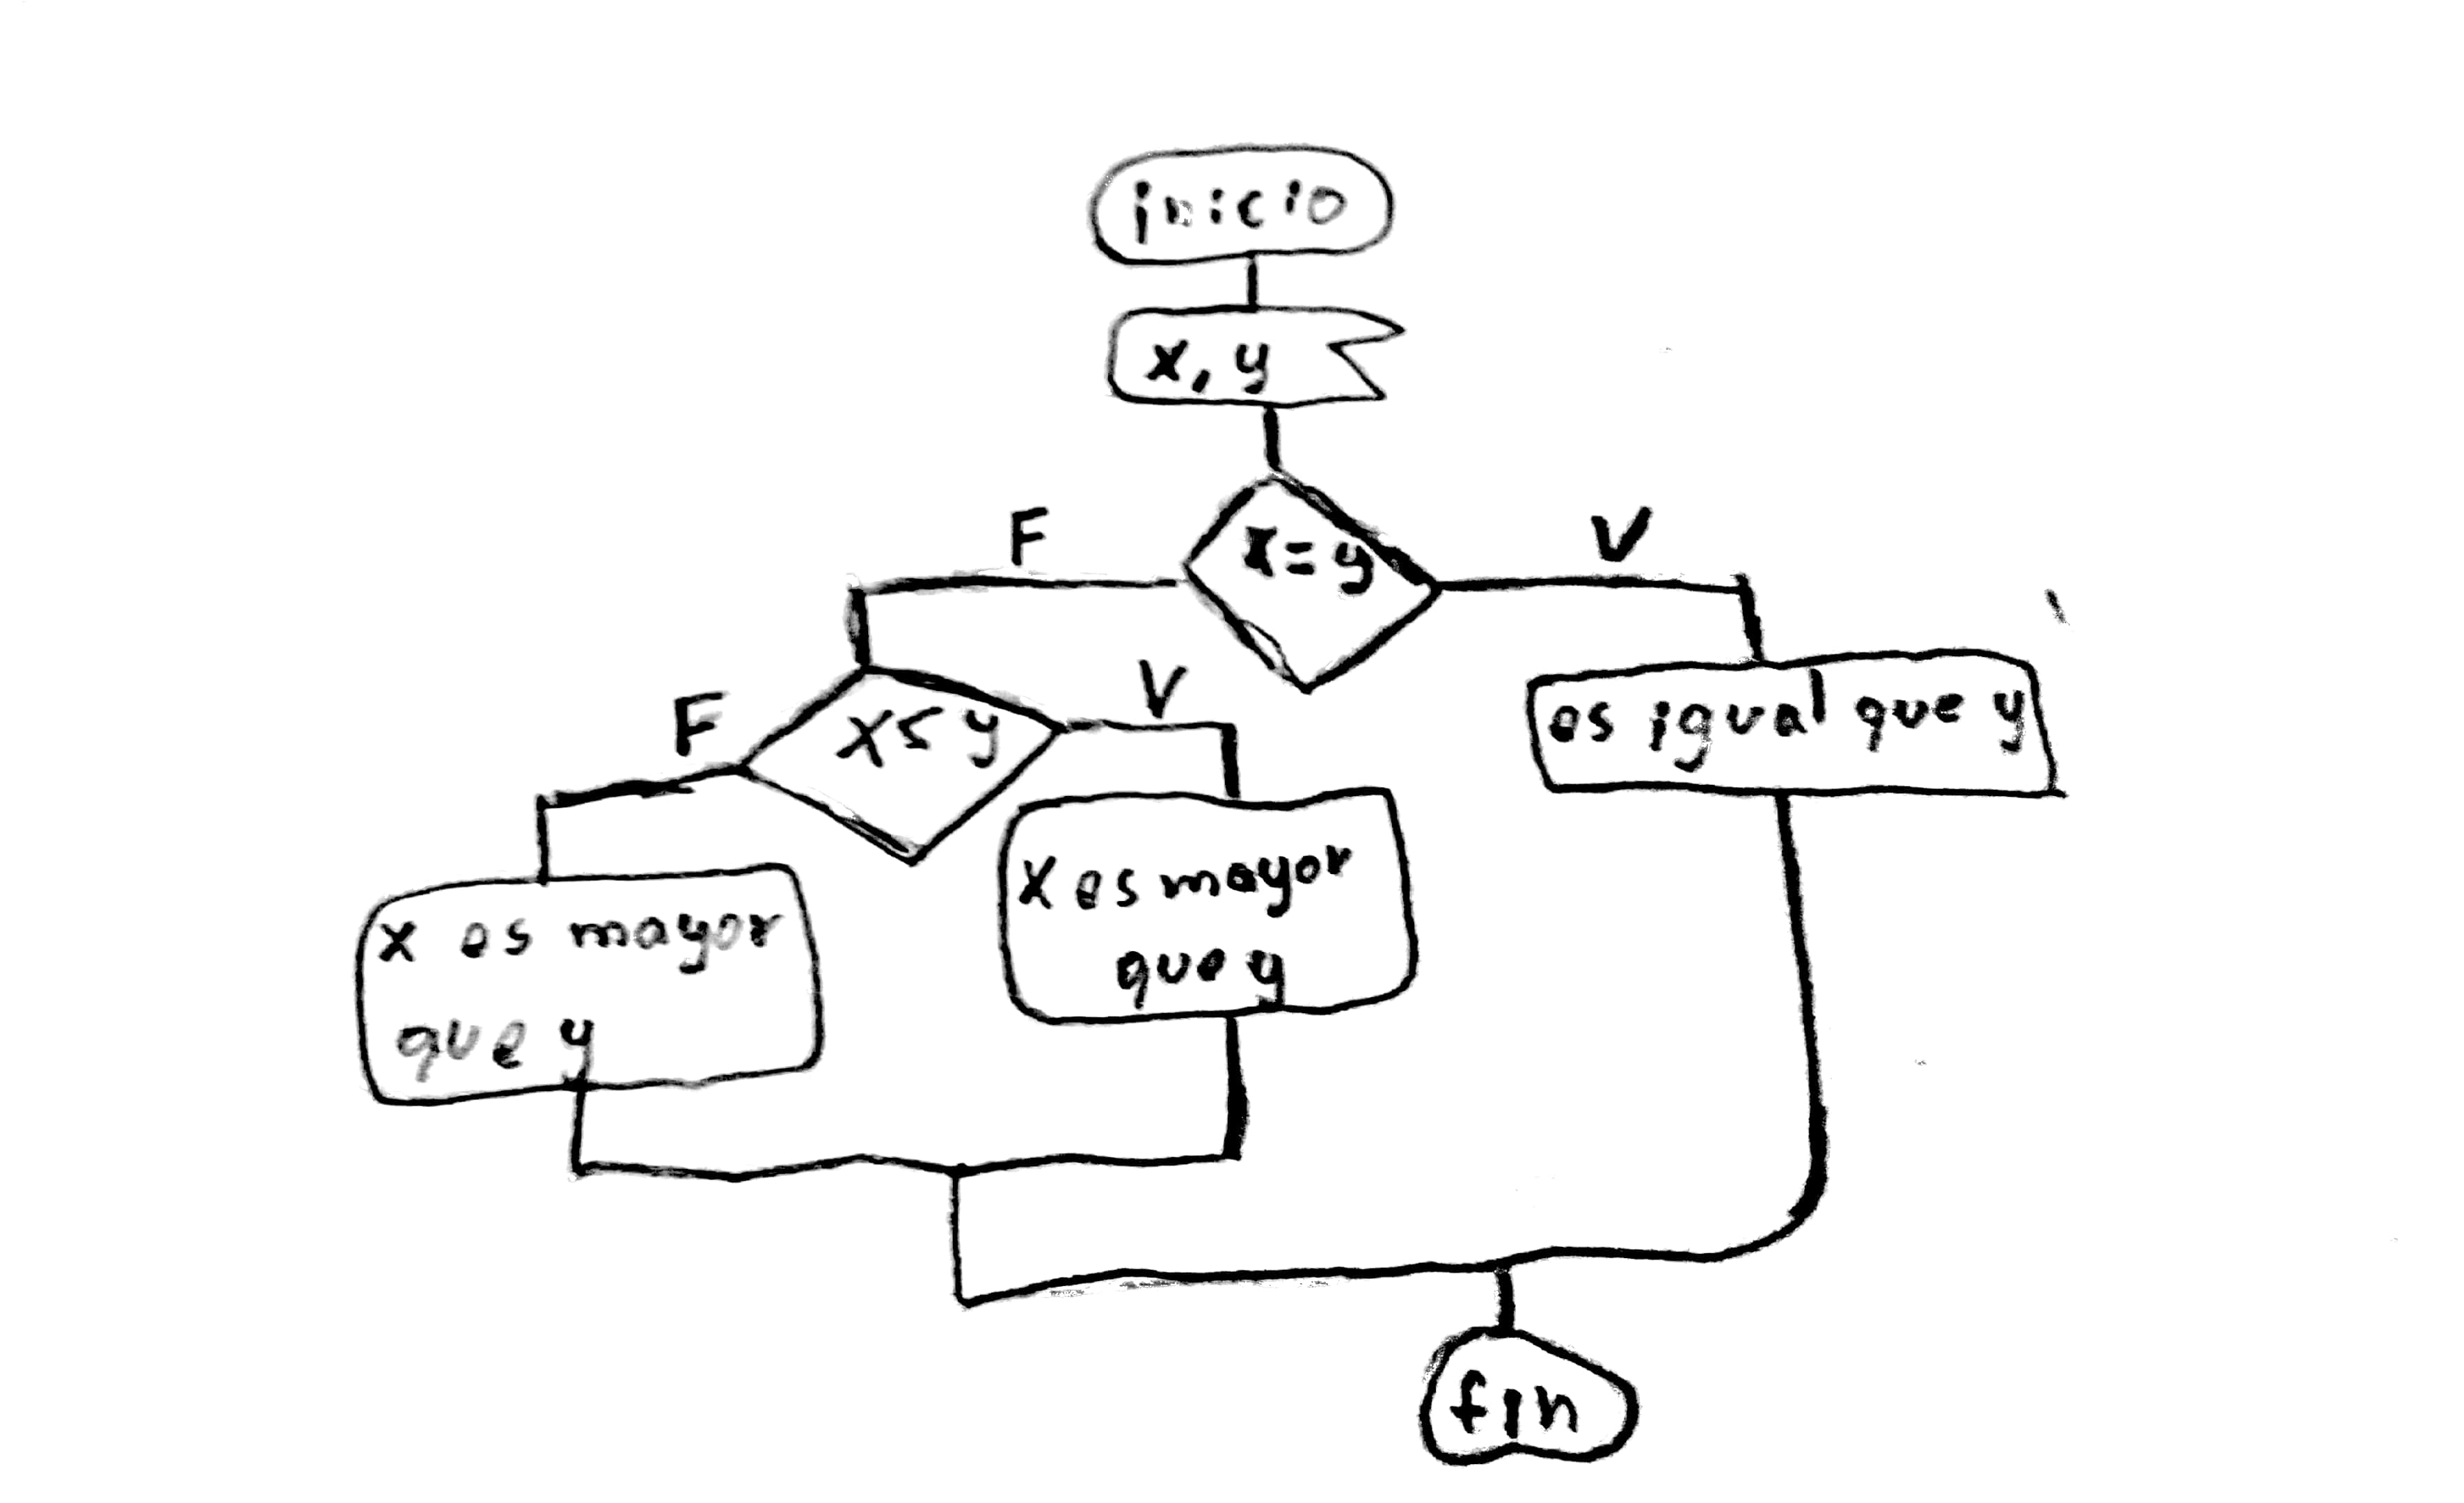 inicio
x, y
x=y
F
V
x≤y
F
V
es igual que y
x es mayor
que y
x es mayor
que y
fin